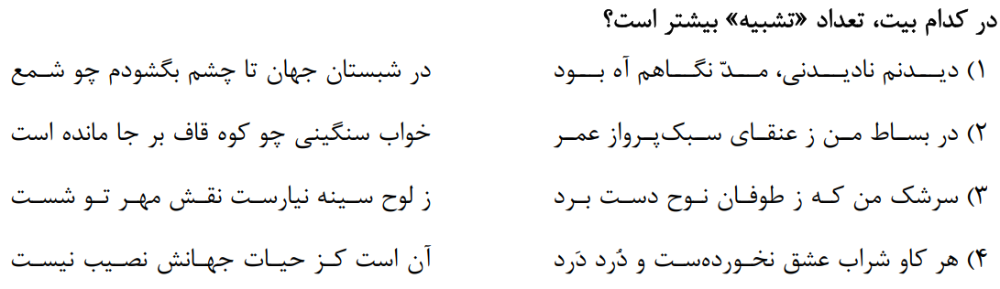 در کدام بیت، تعداد «تشبیه» بیشتر است؟
۱) دیدنم نادیدنی، مدّ نگاهم آه بود در شبستان جهان تا چشم بگشودم چو شمع
۲) در بساط من ز عنقای سبک‌پرواز عمر خواب سنگینی چو کوه قاف بر جا مانده است
۳) سرشک من که ز طوفان نوح دست برد ز لوح سینه نیارست نقش مهر تو شست
۴) هر کاو شراب عشق نخورده‌ست و دُرد دَرد آن است کز حیات جهانش نصیب نیست